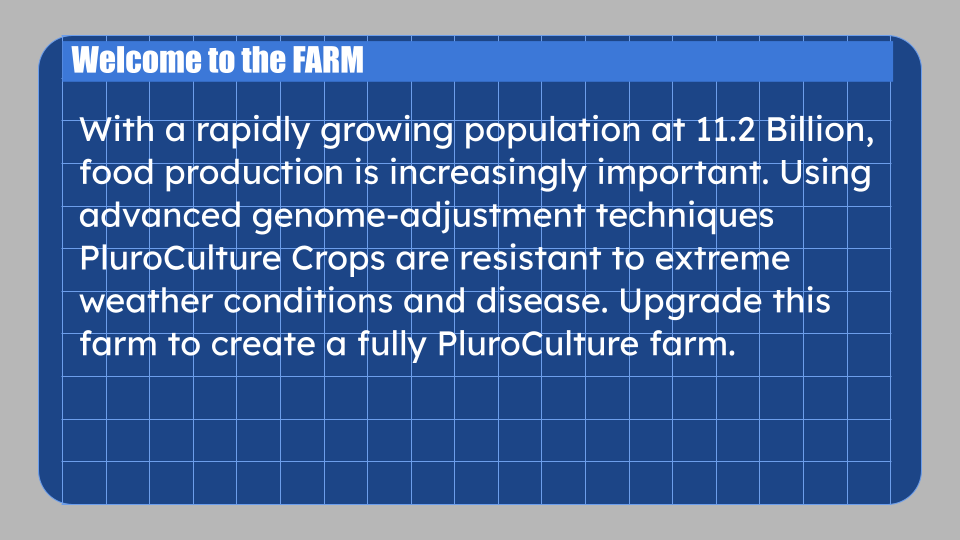 Welcome to the FARM
With a rapidly growing population at 11.2 Billion,
food production is increasingly important. Using
advanced genome-adjustment techniques
PluroCulture Crops are resistant to extreme
weather conditions and disease. Upgrade this
farm to create a fully PluroCulture farm.